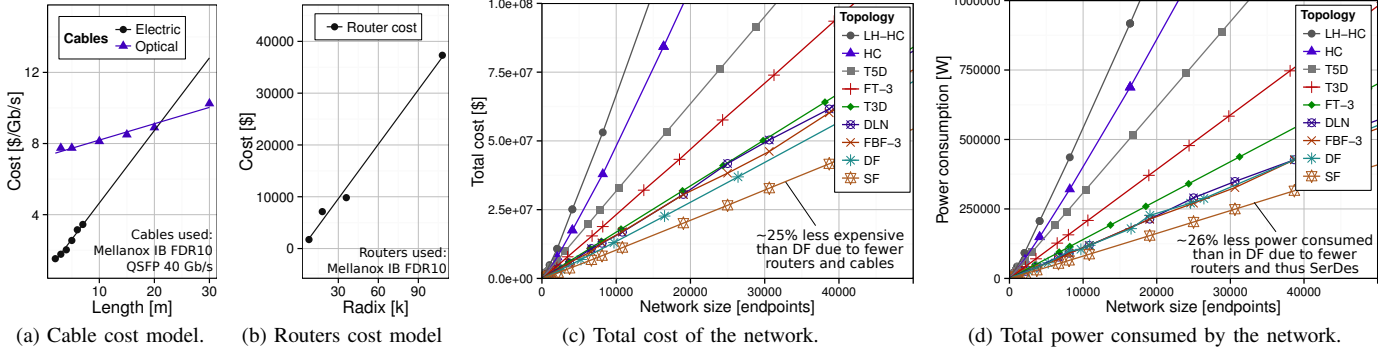 Cost [$/Gb/s]
12
8
4
Cables
Electric
Optical
Cables used:
Mellanox IB FDR10
QSFP 40 Gb/s
0 10 20 30
Length [m]
(a) Cable cost model.
Cost [$]
40000
30000
20000
10000
0
Router cost
Routers used:
Mellanox IB FDR10
30 60 90
Radix [k]
(b) Routers cost model
Total cost [$]
1.0e+08
7.5e+07
5.0e+07
2.5e+07
0.0e+00
Topology
LH−HC
HC
T5D
FT−3
T3D
DLN
FBF−3
DF
SF
~25% less expensive
than DF due to fewer
routers and cables
0 10000 20000 30000 40000
Network size [endpoints]
(c) Total cost of the network.
Power consumption [W]
1000000
750000
500000
250000
0
Topology
LH−HC
HC
T5D
T3D
FT−3
DLN
FBF−3
DF
SF
~26% less power consumed
than in DF due to fewer
routers and thus SerDes
0 10000 20000 30000 40000
Network size [endpoints]
(d) Total power consumed by the network.